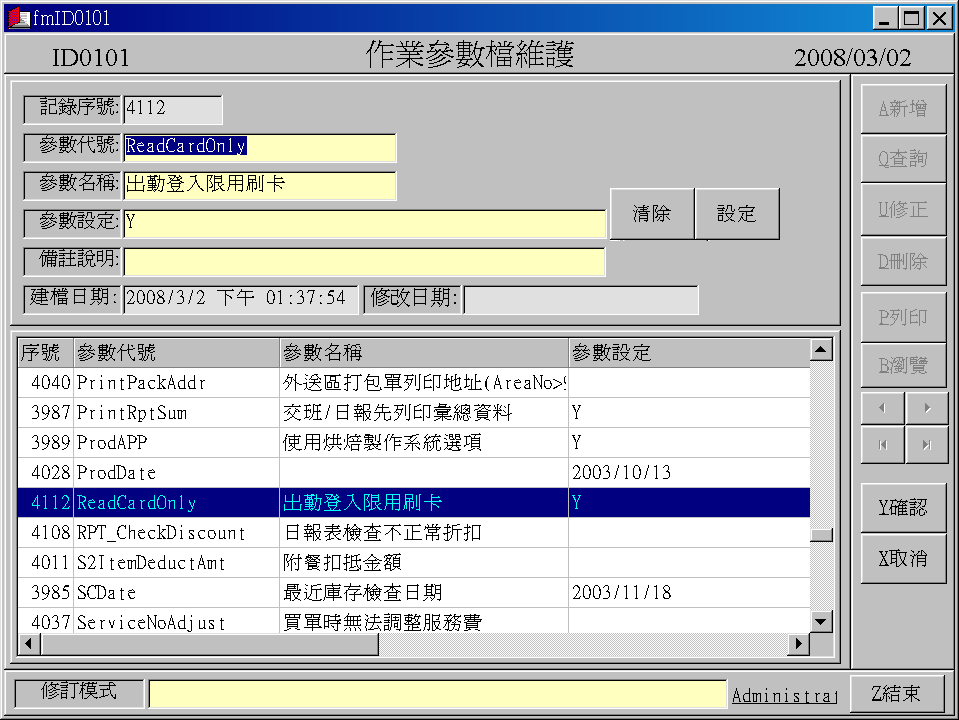 fmID0101
ID0101 作業參數檔維護 2008/03/02
記錄序號: 4112
參數代號: ReadCardOnly
參數名稱: 出勤登入限用刷卡
參數設定: Y
清除 設定
備註說明:
建檔日期: 2008/3/2 下午 01:37:54 修改日期:
A新增
Q查詢
U修正
D刪除
P列印
B瀏覽
Y確認
X取消
序號 參數代號 參數名稱 參數設定
4040 PrintPackAddr 外送區打包單列印地址(AreaNo>9
3987 PrintRptSum 交班/日報先列印彙總資料 Y
3989 ProdAPP 使用烘焙製作系統選項 Y
4028 ProdDate 2003/10/13
4112 ReadCardOnly 出勤登入限用刷卡 Y
4108 RPT_CheckDiscount 日報表檢查不正常折扣
4011 S2ItemDeductAmt 附餐扣抵金額
3985 SCDate 最近庫存檢查日期 2003/11/18
4037 ServiceNoAdjust 買單時無法調整服務費
修訂模式 Administrat Z結束